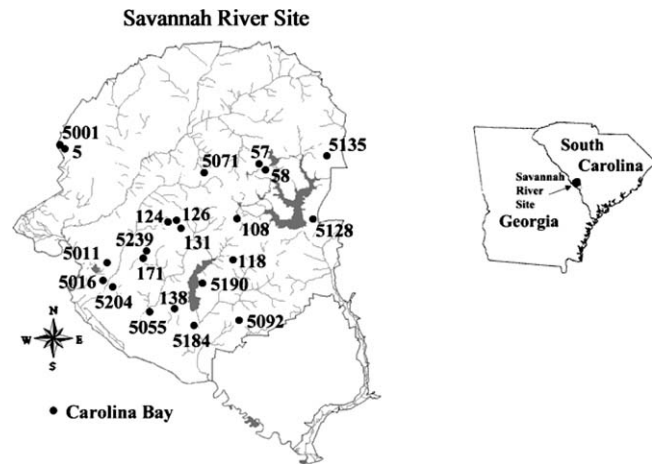 Savannah River Site
5001
5
5071
57
58
5135
124
126
131
108
5128
5239
171
118
5011
5016
5204
5190
138
5055
5184
5092
N
W E
S
Carolina Bay
South
Carolina
Savannah
River
Site
Georgia